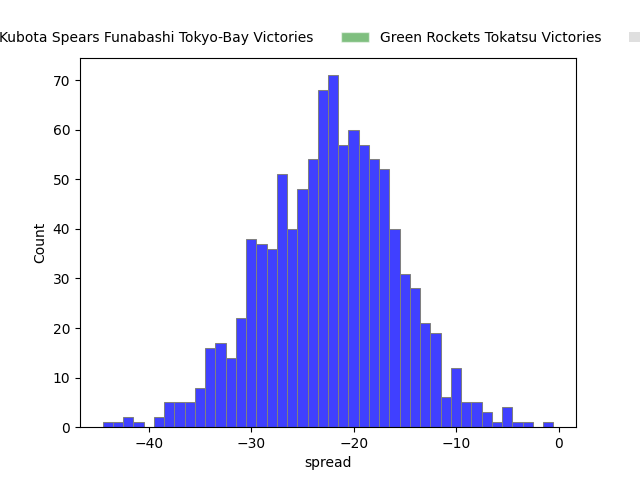 Kubota Spears Funabashi Tokyo-Bay Victories Green Rockets Tokatsu Victories
70
60
50
40
30
20
10
0
Count
−40 −30 −20 −10 0
spread